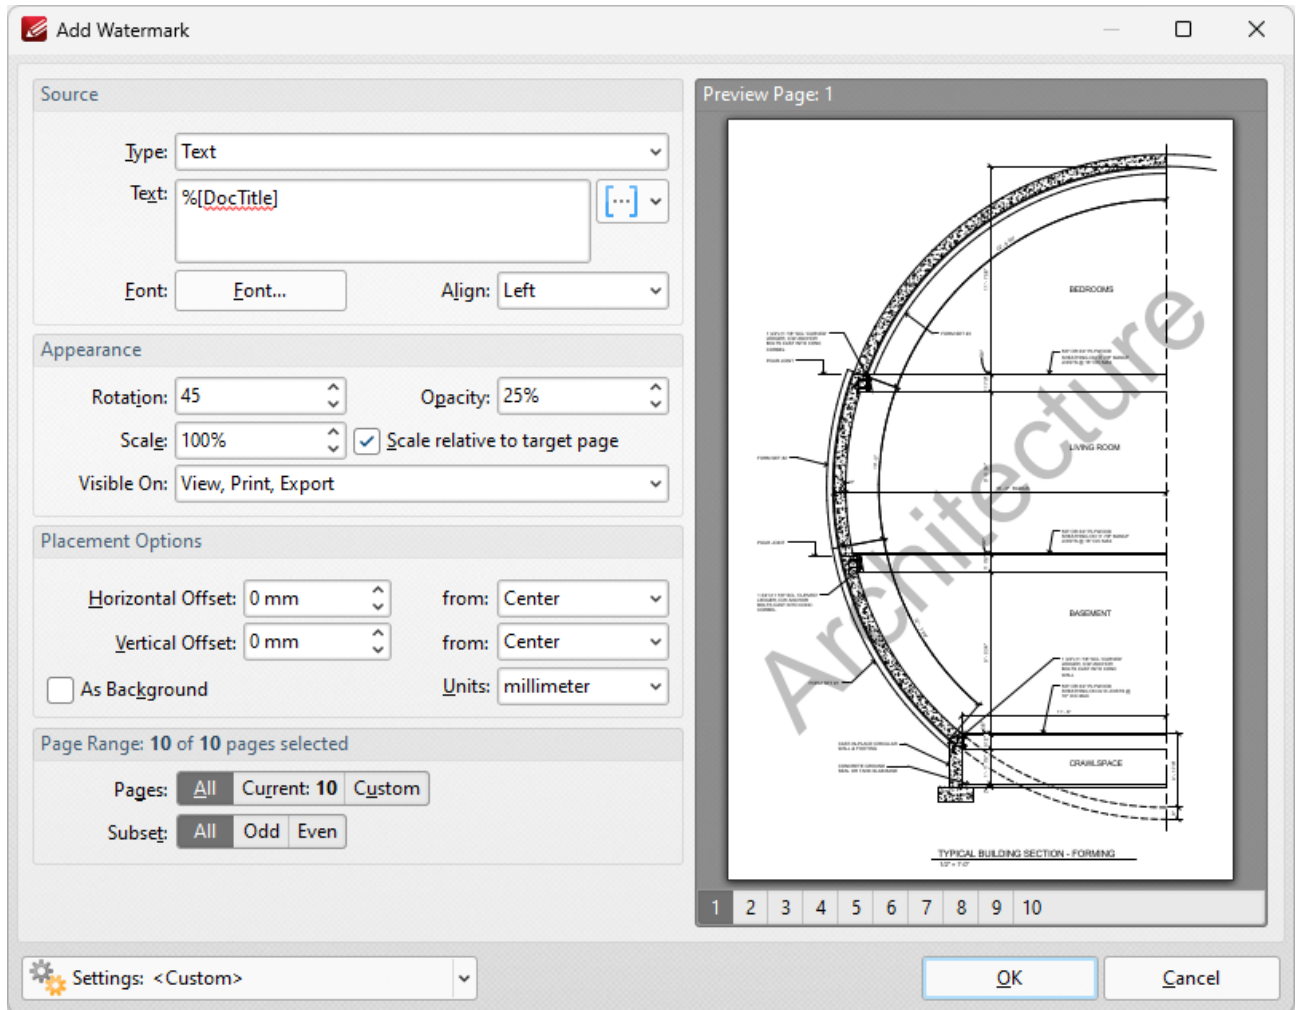 Add Watermark
Source
Type: Text
Text: %[DocTitle]
[...]
Font: Font... Align: Left
Appearance
Rotation: 45 Opacity: 25%
Scale: 100% Scale relative to target page
Visible On: View, Print, Export
Placement Options
Horizontal Offset: 0 mm from: Center
Vertical Offset: 0 mm from: Center
As Background Units: millimeter
Page Range: 10 of 10 pages selected
Pages: All Current: 10 Custom
Subset: All Odd Even
Preview Page: 1
BEDROOMS
LIVING ROOM
BASEMENT
CRAWLSPACE
Architecture
TYPICAL BUILDING SECTION - FORMING
1/2" = 1'-0"
1 2 3 4 5 6 7 8 9 10
Settings: <Custom>
OK Cancel